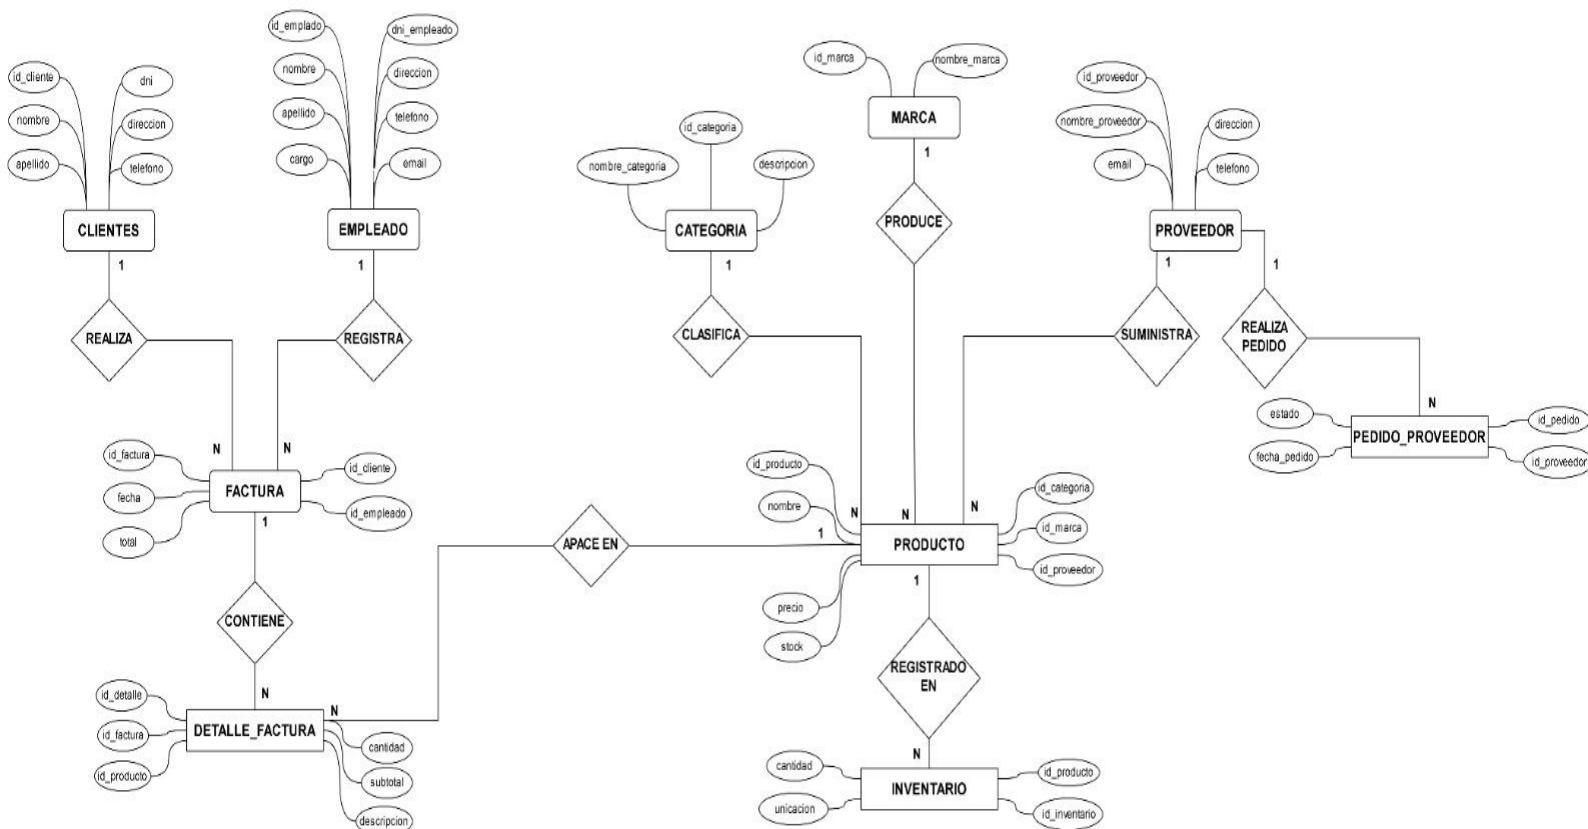 id_emplado
dni_empleado
id_cliente
dni
nombre
direccion
nombre
direccion
apellido
telefono
apellido
telefono
cargo
email
CLIENTES
1
EMPLEADO
1
REALIZA
REGISTRA
N
N
id_factura
id_cliente
fecha
FACTURA
id_empleado
total
1
CONTIENE
N
id_detalle
id_factura
DETALLE_FACTURA
id_producto
N
cantidad
subtotal
descripcion
APACE EN
id_marca
nombre_marca
MARCA
1
PRODUCE
id_categoria
nombre_categoria
descripcion
CATEGORIA
1
CLASIFICA
id_proveedor
nombre_proveedor
direccion
email
telefono
PROVEEDOR
1
1
SUMINISTRA
REALIZA
PEDIDO
N
estado
id_pedido
PEDIDO_PROVEEDOR
fecha_pedido
id_proveedor
id_producto
nombre
N
N
N
id_categoria
1
PRODUCTO
id_marca
id_proveedor
precio
stock
1
REGISTRADO
EN
N
cantidad
id_producto
INVENTARIO
unicacion
id_inventario